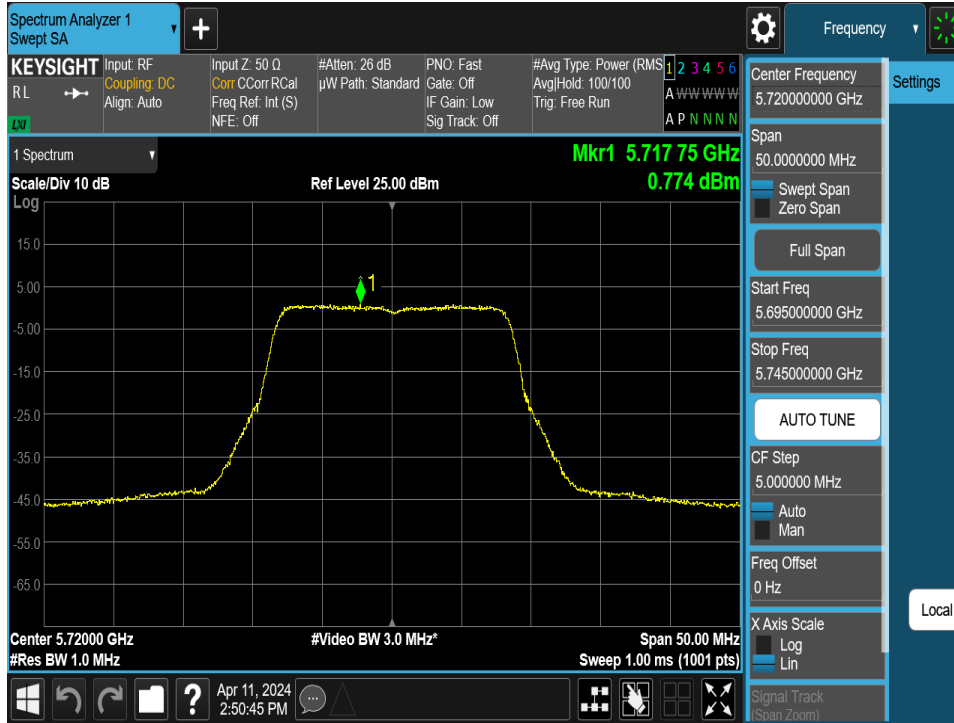 Spectrum Analyzer 1
Swept SA
+
Frequency
KEYSIGHT
RL
LXI
Input: RF
Coupling: DC
Align: Auto
Input Z: 50 Ω
Corr CCorr RCal
Freq Ref: Int (S)
NFE: Off
#Atten: 26 dB
µW Path: Standard
PNO: Fast
Gate: Off
IF Gain: Low
Sig Track: Off
#Avg Type: Power (RMS
Avg|Hold: 100/100
Trig: Free Run
1 2 3 4 5 6
A W W W W W
A P N N N N
1 Spectrum
Mkr1 5.717 75 GHz
Scale/Div 10 dB
Ref Level 25.00 dBm
0.774 dBm
Log
15.0
5.00
-5.00
-15.0
-25.0
-35.0
-45.0
-55.0
-65.0
1
Center 5.72000 GHz
#Video BW 3.0 MHz*
Span 50.00 MHz
#Res BW 1.0 MHz
Sweep 1.00 ms (1001 pts)
?
Apr 11, 2024
2:50:45 PM
Center Frequency
5.720000000 GHz
Span
50.0000000 MHz
Swept Span
Zero Span
Full Span
Start Freq
5.695000000 GHz
Stop Freq
5.745000000 GHz
AUTO TUNE
CF Step
5.000000 MHz
Auto
Man
Freq Offset
0 Hz
X Axis Scale
Log
Lin
Signal Track
(Span Zoom)
Settings
Local